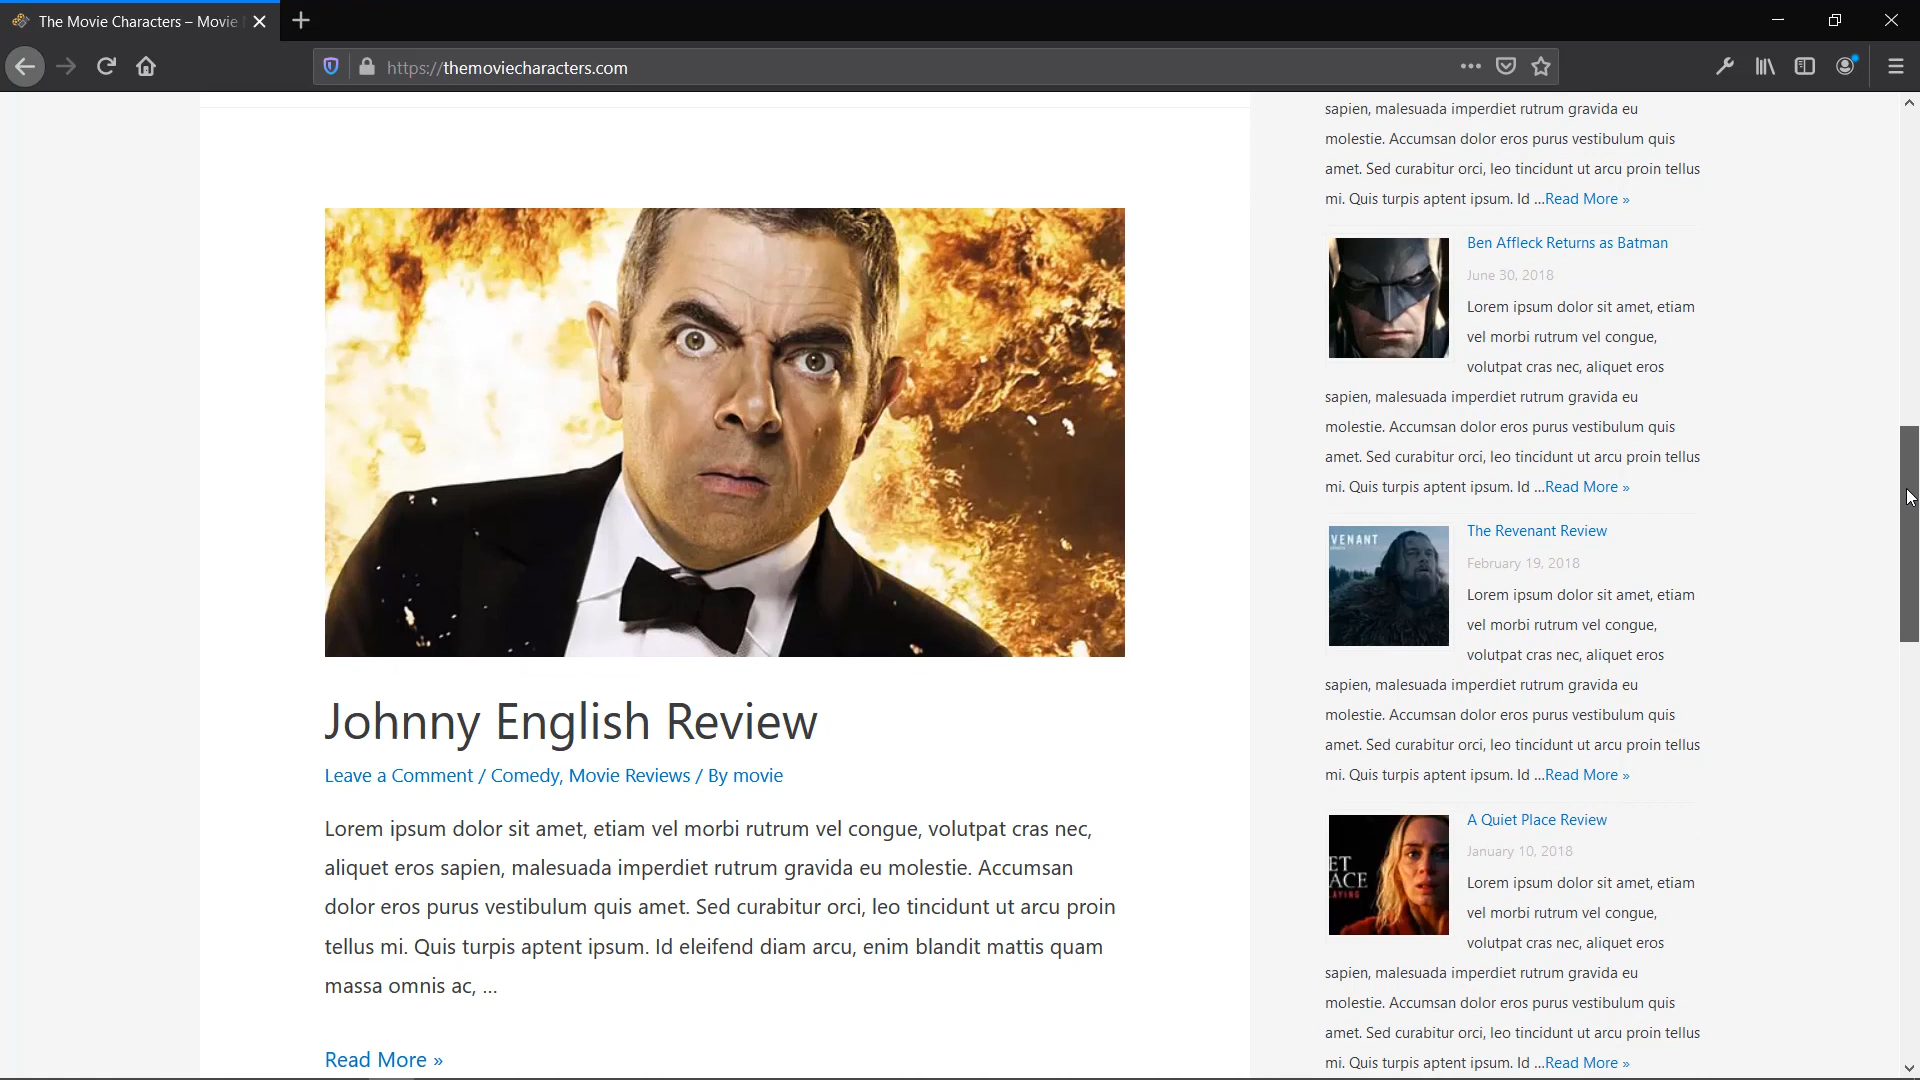 The Movie Characters – Movie
https://themoviecharacters.com
Johnny English Review
Leave a Comment / Comedy, Movie Reviews / By movie
Lorem ipsum dolor sit amet, etiam vel morbi rutrum vel congue, volutpat cras nec,
aliquet eros sapien, malesuada imperdiet rutrum gravida eu molestie. Accumsan
dolor eros purus vestibulum quis amet. Sed curabitur orci, leo tincidunt ut arcu proin
tellus mi. Quis turpis aptent ipsum. Id eleifend diam arcu, enim blandit mattis quam
massa omnis ac, …
Read More »
sapien, malesuada imperdiet rutrum gravida eu
molestie. Accumsan dolor eros purus vestibulum quis
amet. Sed curabitur orci, leo tincidunt ut arcu proin tellus
mi. Quis turpis aptent ipsum. Id ...Read More »
Ben Affleck Returns as Batman
June 30, 2018
Lorem ipsum dolor sit amet, etiam
vel morbi rutrum vel congue,
volutpat cras nec, aliquet eros
sapien, malesuada imperdiet rutrum gravida eu
molestie. Accumsan dolor eros purus vestibulum quis
amet. Sed curabitur orci, leo tincidunt ut arcu proin tellus
mi. Quis turpis aptent ipsum. Id ...Read More »
VENANT
The Revenant Review
February 19, 2018
Lorem ipsum dolor sit amet, etiam
vel morbi rutrum vel congue,
volutpat cras nec, aliquet eros
sapien, malesuada imperdiet rutrum gravida eu
molestie. Accumsan dolor eros purus vestibulum quis
amet. Sed curabitur orci, leo tincidunt ut arcu proin tellus
mi. Quis turpis aptent ipsum. Id ...Read More »
ET
ACE
AYING
A Quiet Place Review
January 10, 2018
Lorem ipsum dolor sit amet, etiam
vel morbi rutrum vel congue,
volutpat cras nec, aliquet eros
sapien, malesuada imperdiet rutrum gravida eu
molestie. Accumsan dolor eros purus vestibulum quis
amet. Sed curabitur orci, leo tincidunt ut arcu proin tellus
mi. Quis turpis aptent ipsum. Id ...Read More »